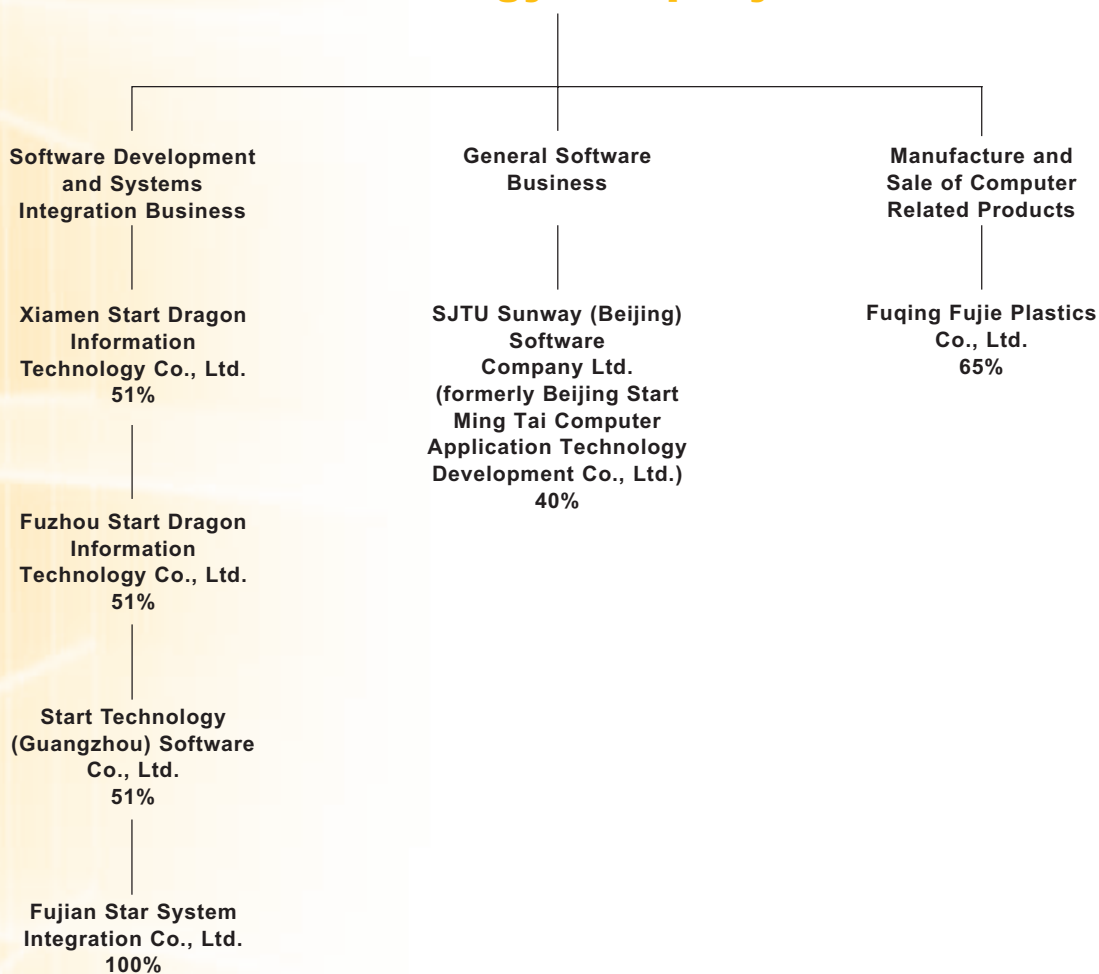 Software Development
and Systems
Integration Business
General Software
Business
Manufacture and
Sale of Computer
Related Products
Xiamen Start Dragon
Information
Technology Co., Ltd.
51%
SJTU Sunway (Beijing)
Software
Company Ltd.
(formerly Beijing Start
Ming Tai Computer
Application Technology
Development Co., Ltd.)
40%
Fuqing Fujie Plastics
Co., Ltd.
65%
Fuzhou Start Dragon
Information
Technology Co., Ltd.
51%
Start Technology
(Guangzhou) Software
Co., Ltd.
51%
Fujian Star System
Integration Co., Ltd.
100%